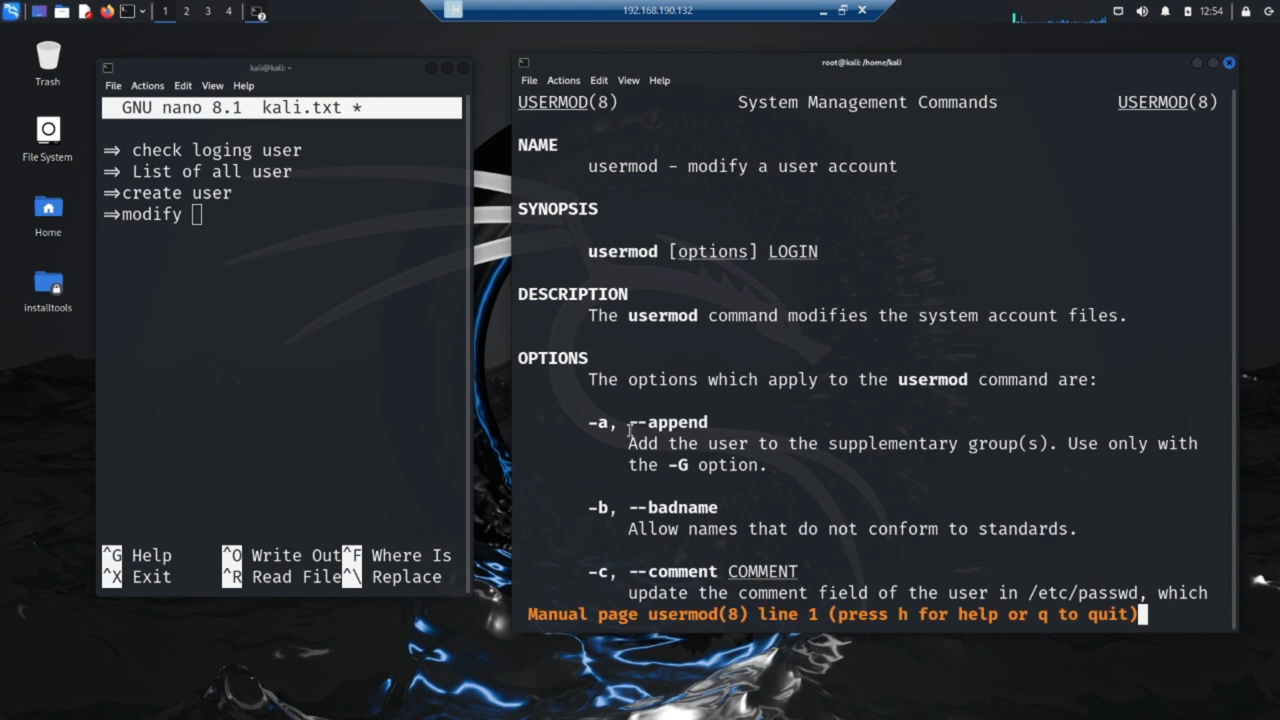 1 2 3 4
192.168.190.132
12:54
Trash
File System
Home
installtools
kali@kali: ~
File Actions Edit View Help
GNU nano 8.1 kali.txt *
⇒ check loging user
⇒ List of all user
⇒create user
⇒modify
^G Help ^O Write Out ^F Where Is
^X Exit ^R Read File ^\ Replace
root@kali: /home/kali
File Actions Edit View Help
USERMOD(8) System Management Commands USERMOD(8)
NAME
usermod - modify a user account
SYNOPSIS
usermod [options] LOGIN
DESCRIPTION
The usermod command modifies the system account files.
OPTIONS
The options which apply to the usermod command are:
-a, --append
Add the user to the supplementary group(s). Use only with
the -G option.
-b, --badname
Allow names that do not conform to standards.
-c, --comment COMMENT
update the comment field of the user in /etc/passwd, which
Manual page usermod(8) line 1 (press h for help or q to quit)